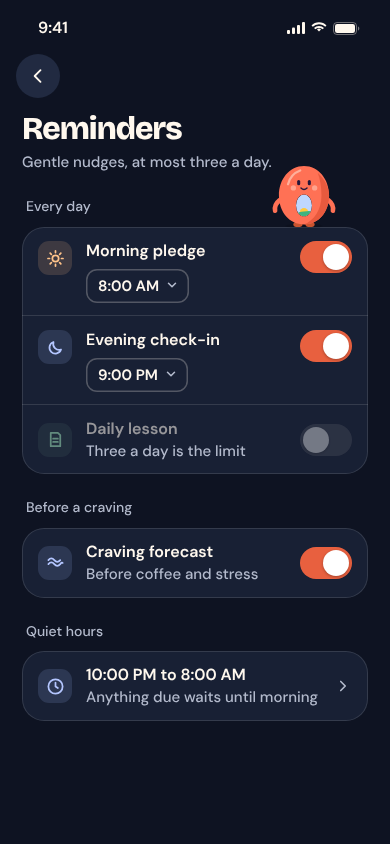 9:41
Reminders
Gentle nudges, at most three a day.
Every day
Morning pledge
8:00 AM
Evening check-in
9:00 PM
Daily lesson
Three a day is the limit
Before a craving
Craving forecast
Before coffee and stress
Quiet hours
10:00 PM to 8:00 AM
Anything due waits until morning